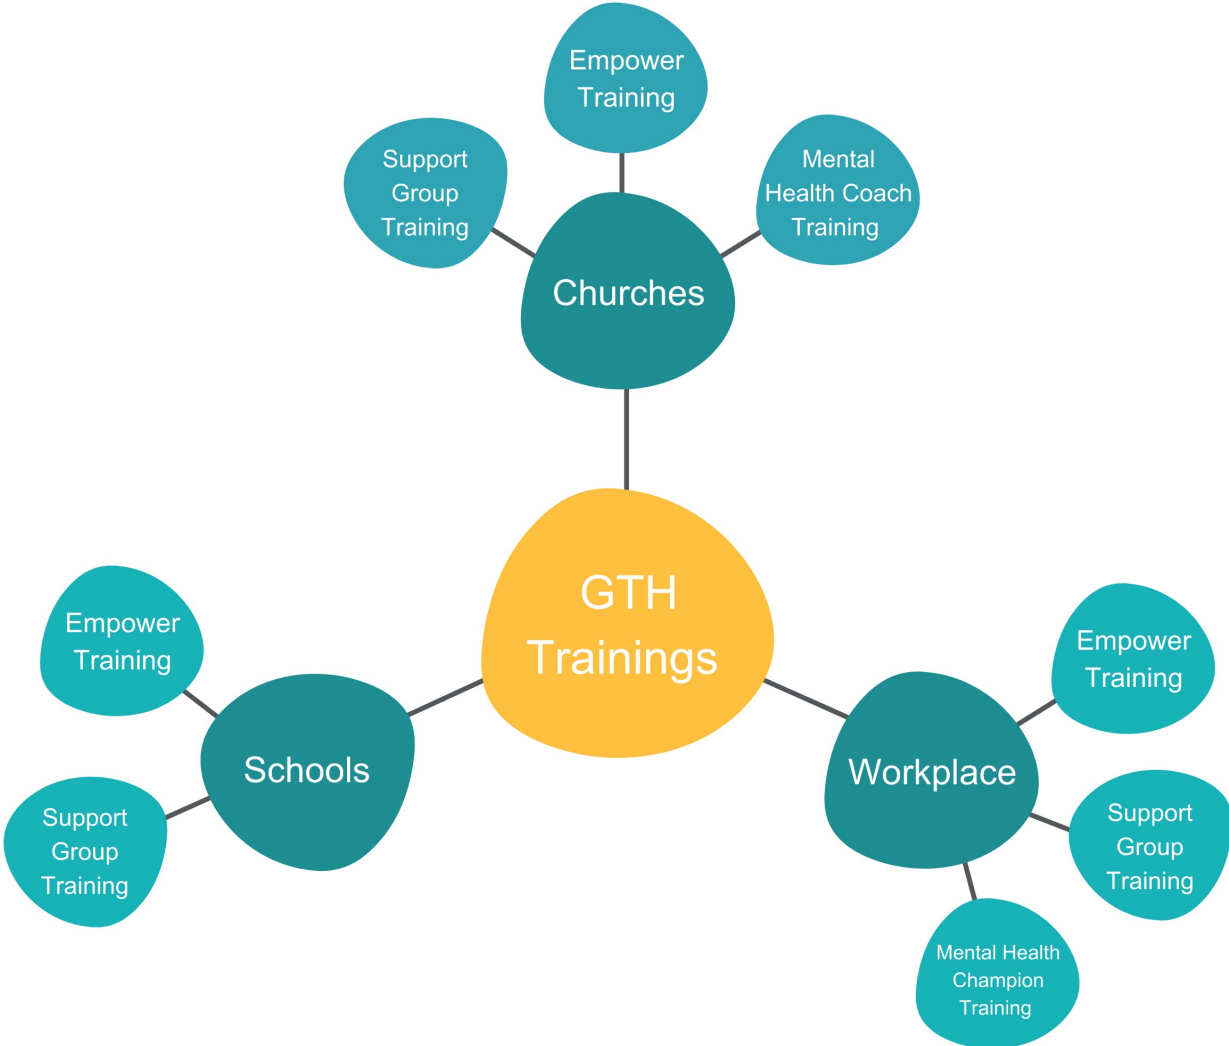 Empower
Training
Support
Group
Training
Mental
Health Coach
Training
Churches
GTH
Trainings
Empower
Training
Schools
Support
Group
Training
Empower
Training
Workplace
Support
Group
Training
Mental Health
Champion
Training